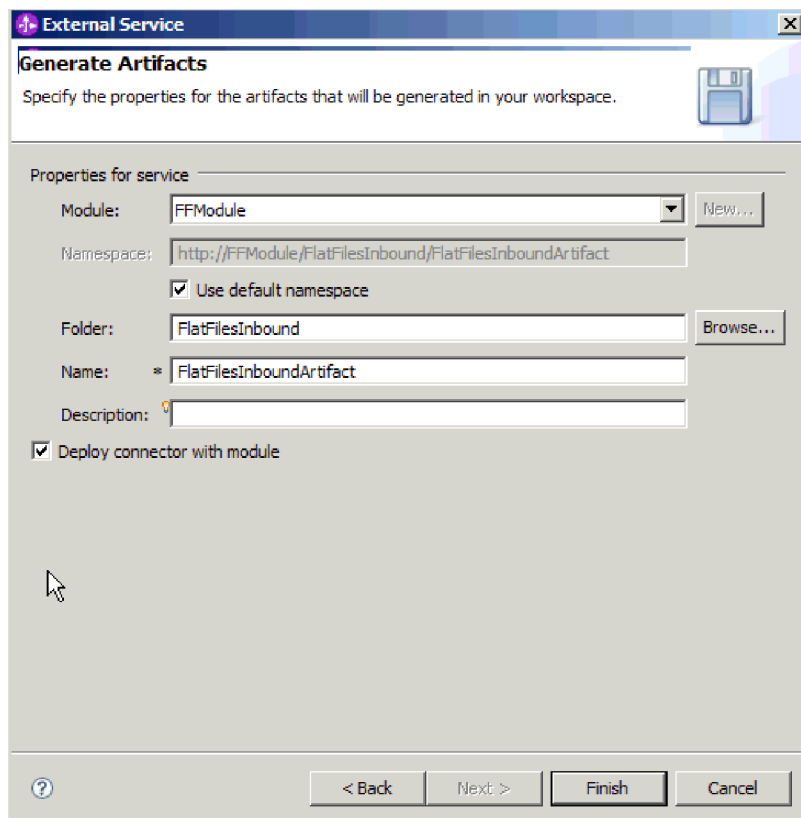 External Service
Generate Artifacts
Specify the properties for the artifacts that will be generated in your workspace.
Properties for service
Module: FFModule New...
Namespace: http://FFModule/FlatFilesInbound/FlatFilesInboundArtifact
Use default namespace
Folder: FlatFilesInbound Browse...
Name: * FlatFilesInboundArtifact
Description:
Deploy connector with module
? < Back Next > Finish Cancel